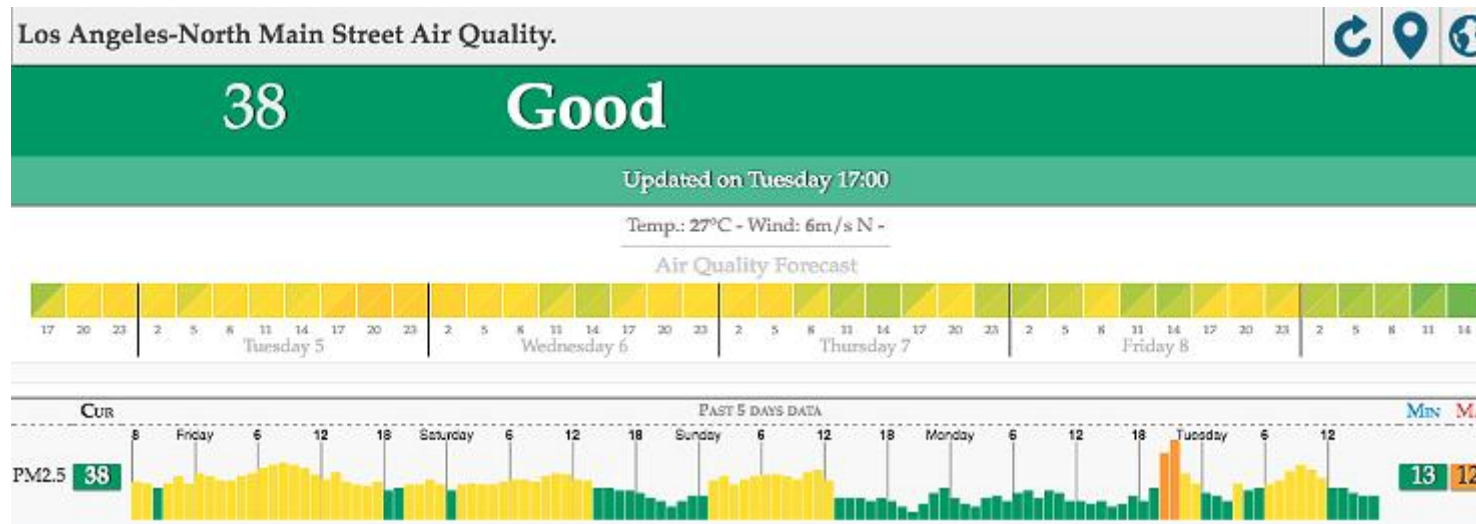 Los Angeles-North Main Street Air Quality.
38 Good
Updated on Tuesday 17:00
Temp.: 27°C - Wind: 6m/s N -
Air Quality Forecast
17 20 23 2 5 8 11 14 17 20 23 2 5 8 11 14 17 20 23 2 5 8 11 14 17 20 23 2 5 8 11 14 17 20 23 2 5 8 11 14
Tuesday 5 Wednesday 6 Thursday 7 Friday 8
CUR PAST 5 DAYS DATA MIN
8 Friday 6 12 18 Saturday 6 12 18 Sunday 6 12 18 Monday 6 12 18 Tuesday 6 12
PM2.5 38 13